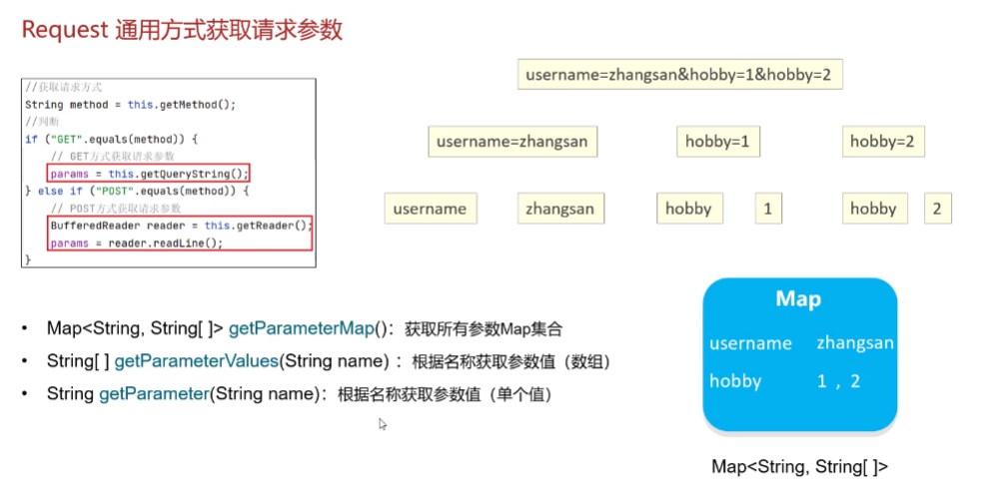 Request 通用方式获取请求参数
//获取请求方式
String method = this.getMethod();
//判断
if ("GET".equals(method)) {
// GET方式获取请求参数
params = this.getQueryString();
} else if ("POST".equals(method)) {
// POST方式获取请求参数
BufferedReader reader = this.getReader();
params = reader.readLine();
}
username=zhangsan&hobby=1&hobby=2
username=zhangsan hobby=1 hobby=2
username zhangsan hobby 1 hobby 2
• Map<String, String[ ]> getParameterMap()：获取所有参数Map集合
• String[ ] getParameterValues(String name) ：根据名称获取参数值（数组）
• String getParameter(String name)：根据名称获取参数值（单个值）
Map
username zhangsan
hobby 1 , 2
Map<String, String[ ]>